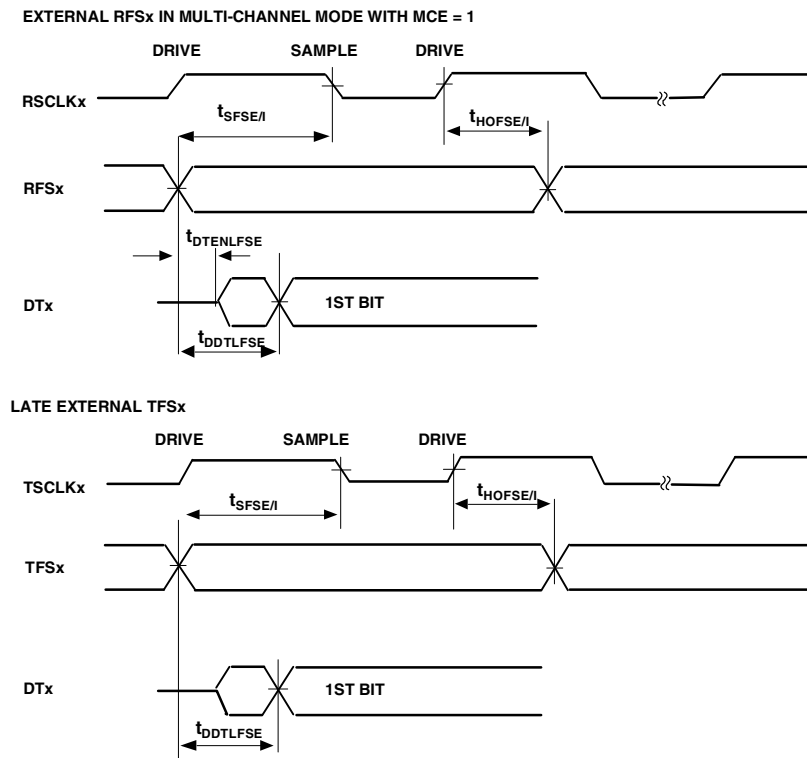 EXTERNAL RFSx IN MULTI-CHANNEL MODE WITH MCE = 1
DRIVE SAMPLE DRIVE
RSCLKx
tSFSE/I tHOFSE/I
RFSx
tDTENLFSE
DTx 1ST BIT
tDDTLFSE
LATE EXTERNAL TFSx
DRIVE SAMPLE DRIVE
TSCLKx
tSFSE/I tHOFSE/I
TFSx
DTx 1ST BIT
tDDTLFSE